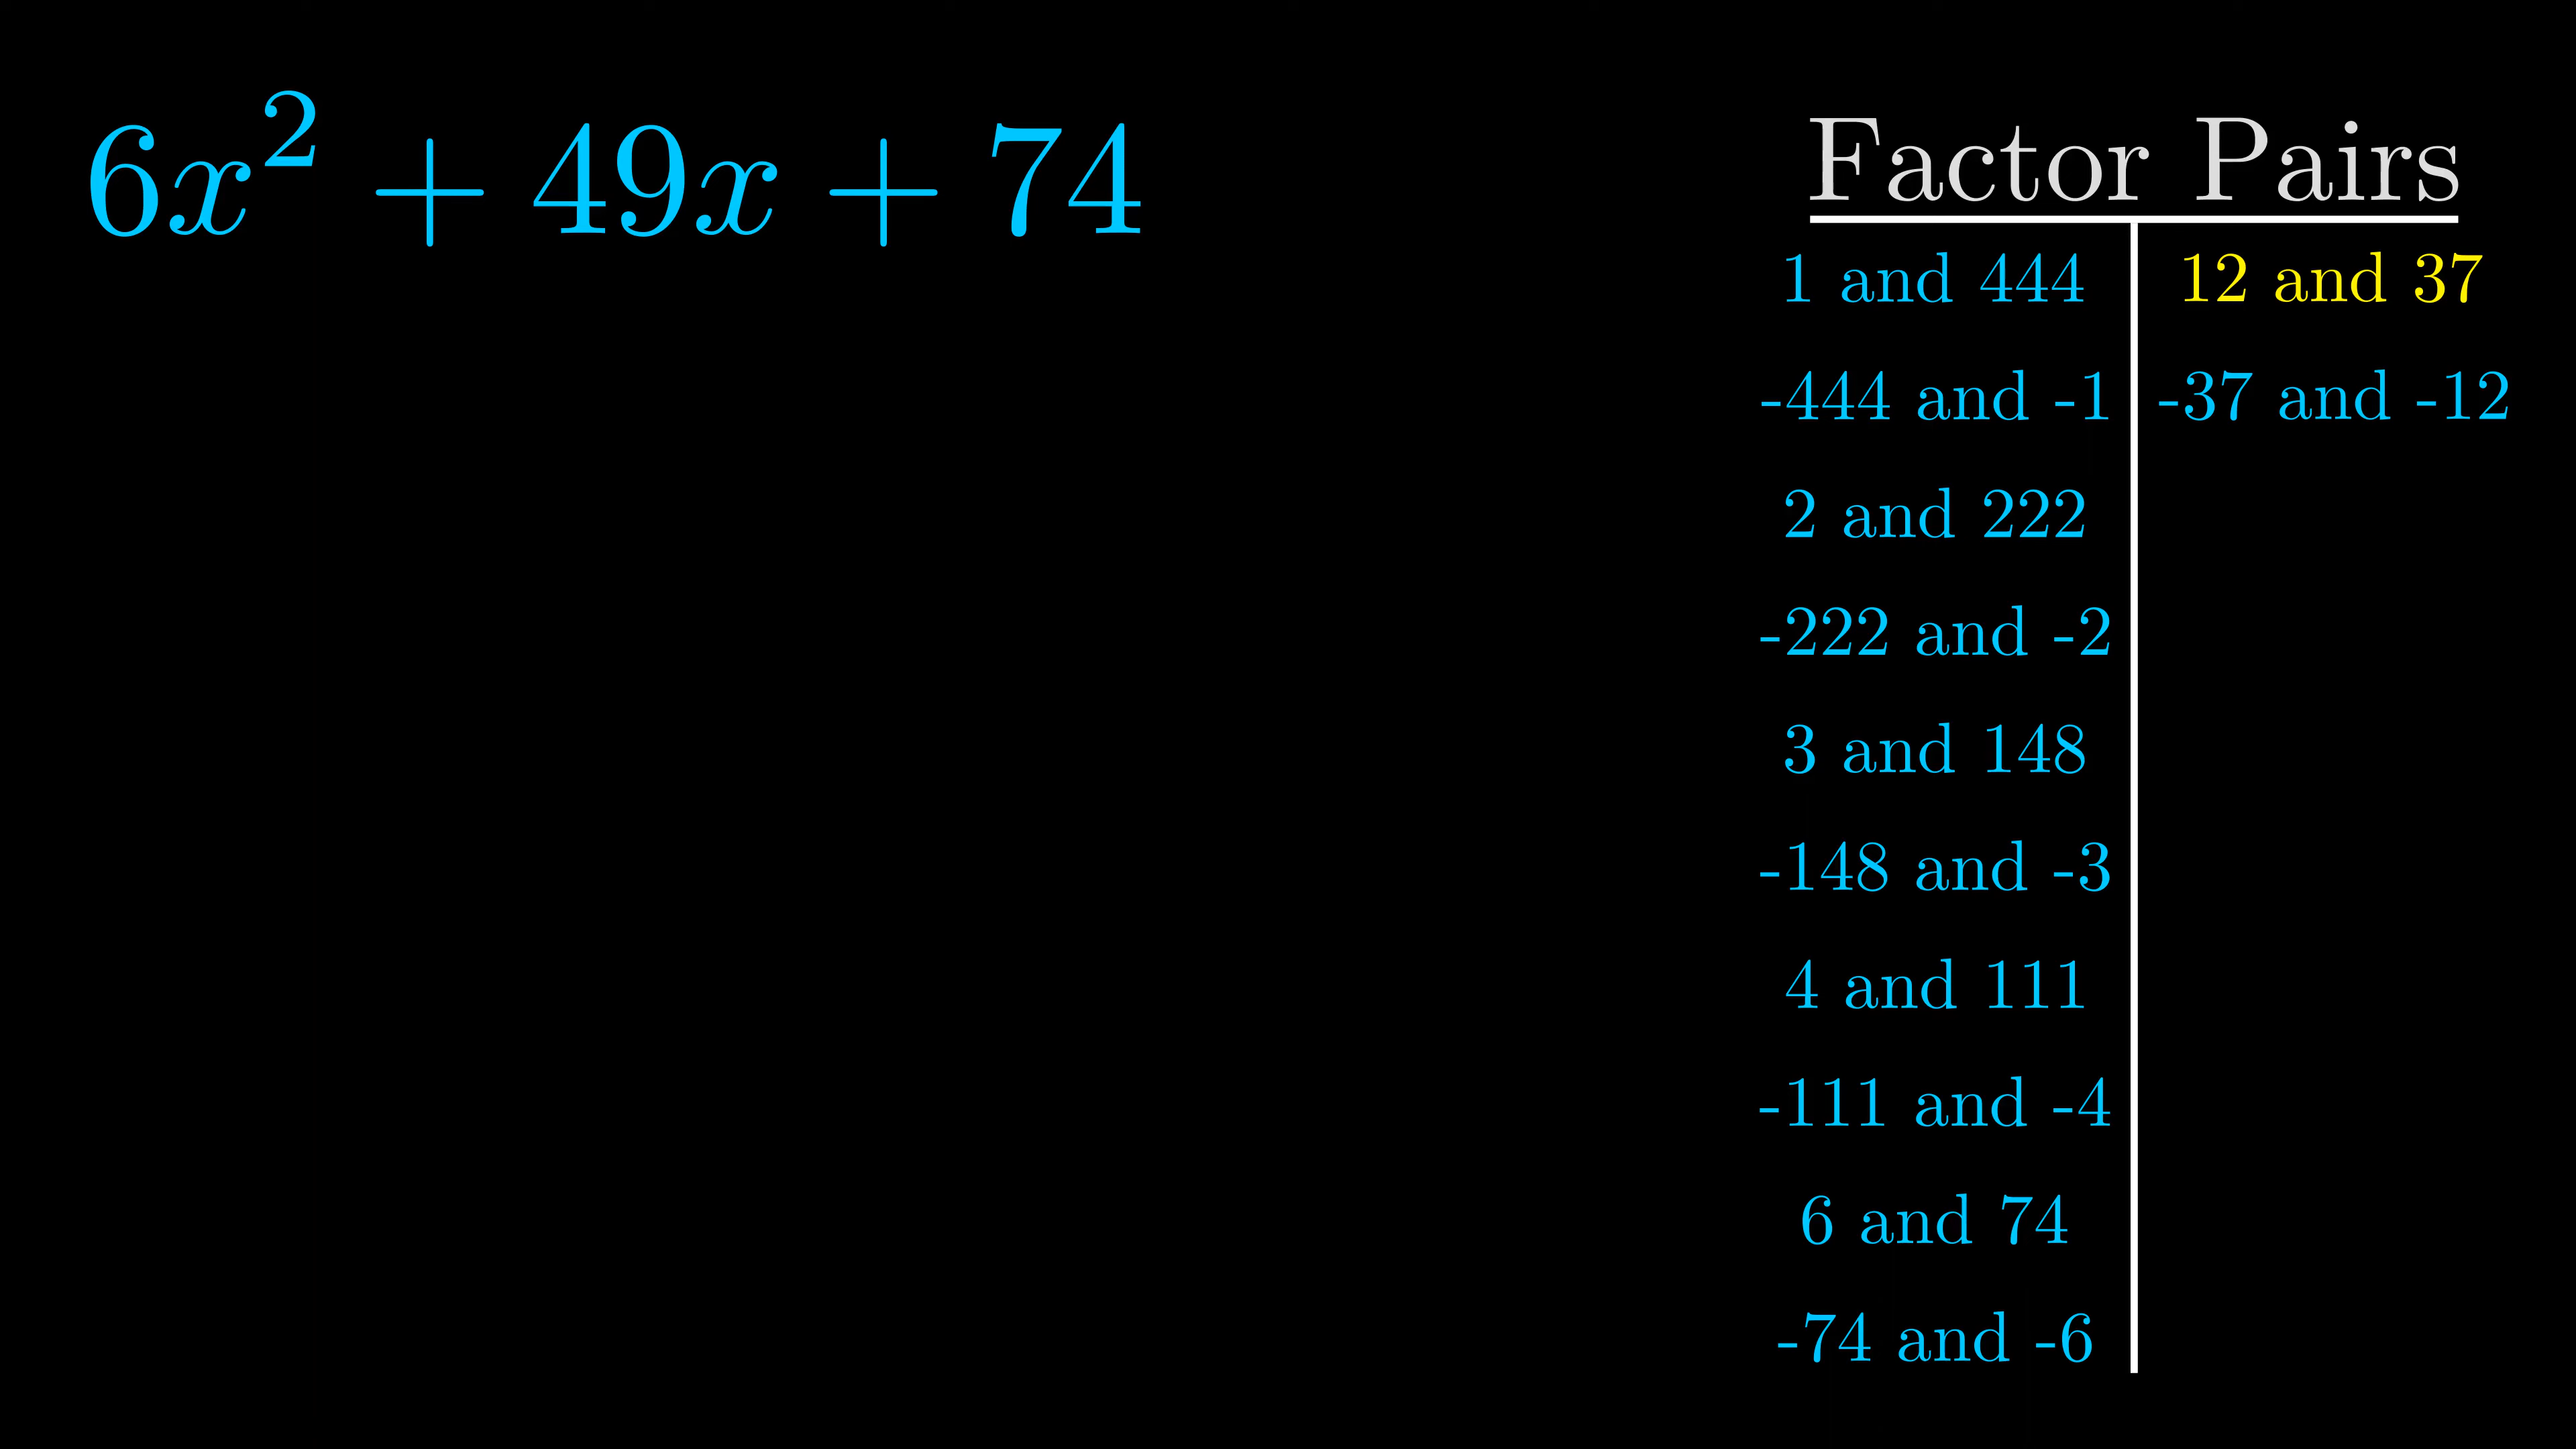 6x² + 49x + 74
Factor Pairs
1 and 444
-444 and -1
2 and 222
-222 and -2
3 and 148
-148 and -3
4 and 111
-111 and -4
6 and 74
-74 and -6
12 and 37
-37 and -12